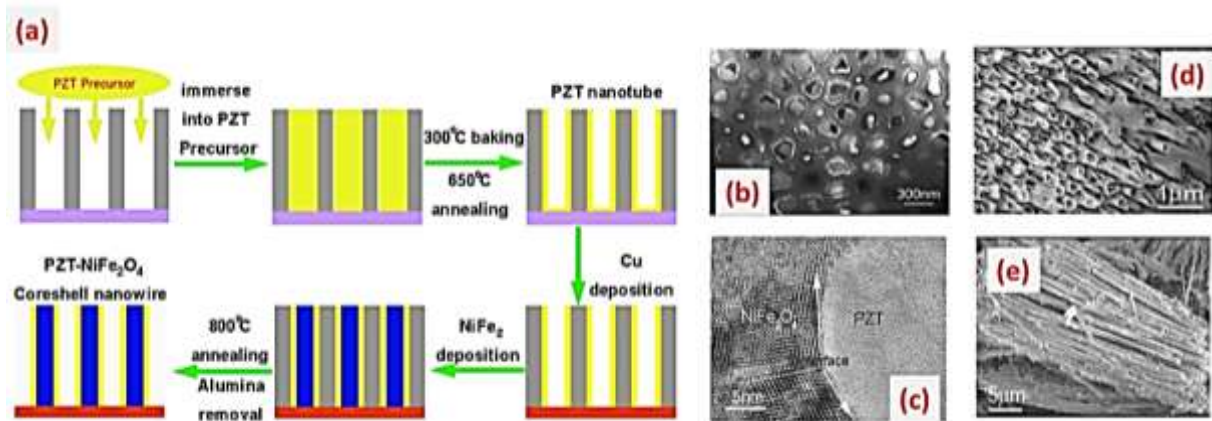 (a)
PZT Precursor
immerse
into PZT
Precursor
300°C baking
650°C
annealing
PZT nanotube
Cu
deposition
NiFe₂
deposition
800°C
annealing
Alumina
removal
PZT-NiFe₂O₄
Coreshell nanowire
(b)
300nm
(d)
1μm
NiFe₂O₄
PZT
interface
5nm
(c)
(e)
5μm